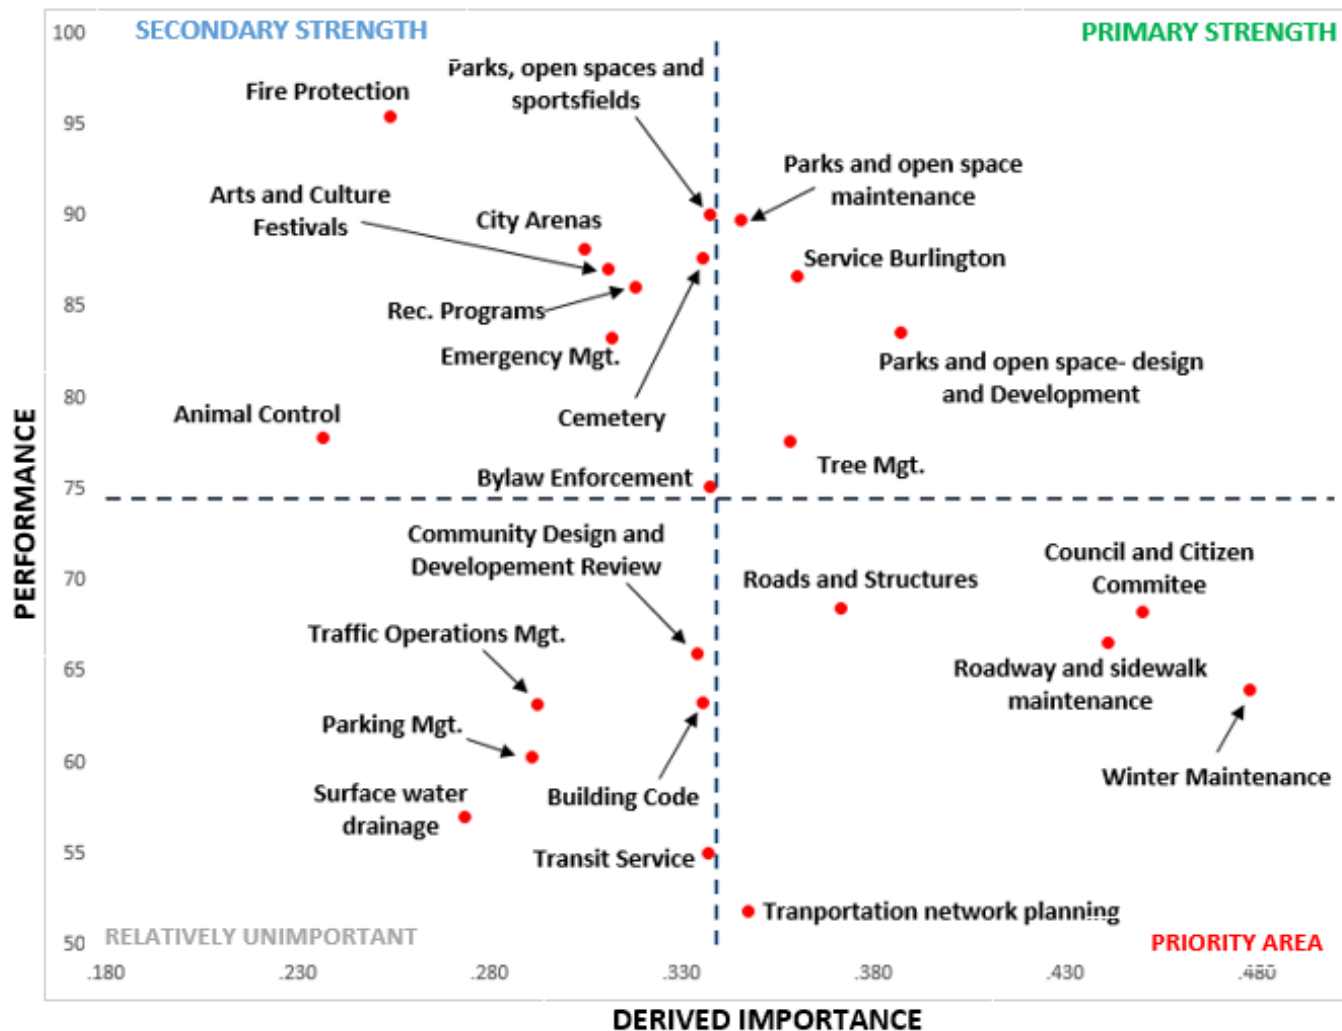 SECONDARY STRENGTH
PRIMARY STRENGTH
100
95
90
85
80
75
70
65
60
55
50
PERFORMANCE
Fire Protection
Parks, open spaces and
sportsfields
Parks and open space
maintenance
Arts and Culture
Festivals
City Arenas
Service Burlington
Rec. Programs
Emergency Mgt.
Parks and open space- design
and Development
Animal Control
Cemetery
Tree Mgt.
Bylaw Enforcement
Community Design and
Developement Review
Roads and Structures
Council and Citizen
Commitee
Traffic Operations Mgt.
Roadway and sidewalk
maintenance
Parking Mgt.
Winter Maintenance
Surface water
drainage
Building Code
Transit Service
Tranportation network planning
RELATIVELY UNIMPORTANT
PRIORITY AREA
.180
.230
.280
.330
.380
.430
.480
DERIVED IMPORTANCE